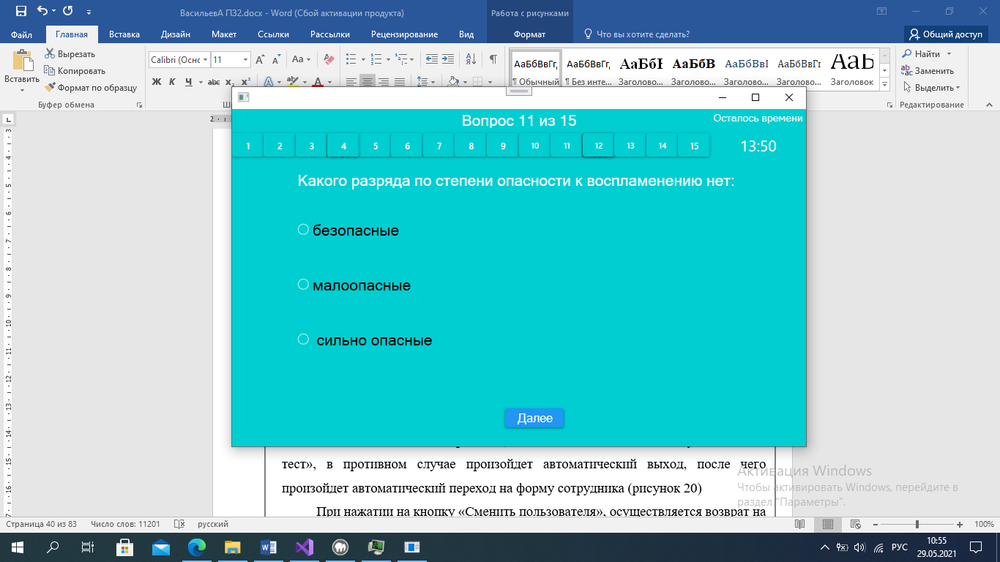 ВасильевА ПЗ2.docx - Word (Сбой активации продукта)
Работа с рисунками
Файл Главная Вставка Дизайн Макет Ссылки Рассылки Рецензирование Вид Формат Что вы хотите сделать? Общий доступ
Вставить
Вырезать
Копировать
Формат по образцу
Буфер обмена
Calibri (Оснс 11
Ж К Ч abc x₂ x²
АаБбВвГг, АаБбВвГг, АаБбІ АаБбВ АаБбВвІ АаБбВвГг АаБ
¶ Обычный ¶ Без инте... Заголово... Заголово... Заголово... Заголово... Заголовок
Найти
Заменить
Выделить
Редактирование
Вопрос 11 из 15
Осталось времени
1 2 3 4 5 6 7 8 9 10 11 12 13 14 15
13:50
Какого разряда по степени опасности к воспламенению нет:
безопасные
малоопасные
сильно опасные
Далее
тест», в противном случае произойдет автоматический выход, после чего
произойдет автоматический переход на форму сотрудника (рисунок 20)
При нажатии на кнопку «Сменить пользователя», осуществляется возврат на
Активация Windows
Чтобы активировать Windows, перейдите в
раздел "Параметры".
Страница 40 из 83 Число слов: 11201 русский 100%
РУС
10:55
29.05.2021